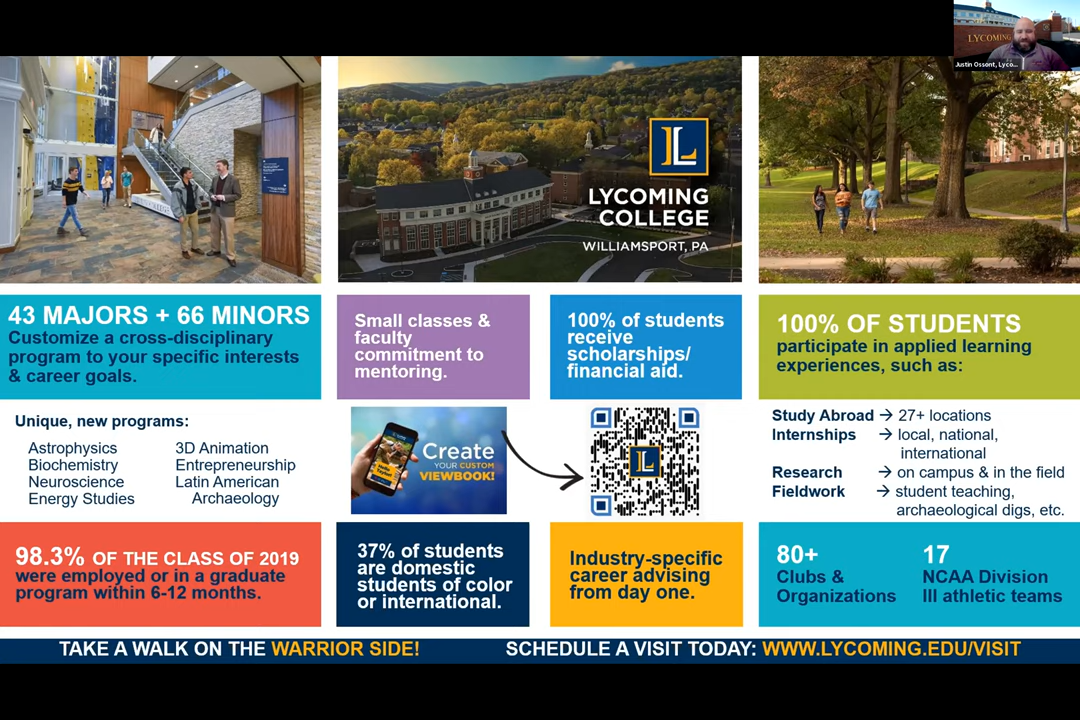 LYCOMING
Justin Ossont, Lyco...
L
LYCOMING
COLLEGE
WILLIAMSPORT, PA
43 MAJORS + 66 MINORS
Customize a cross-disciplinary
program to your specific interests
& career goals.
Small classes &
faculty
commitment to
mentoring.
100% of students
receive
scholarships/
financial aid.
100% OF STUDENTS
participate in applied learning
experiences, such as:
Unique, new programs:
Astrophysics
Biochemistry
Neuroscience
Energy Studies
3D Animation
Entrepreneurship
Latin American
Archaeology
Create
YOUR CUSTOM
VIEWBOOK!
L
Study Abroad → 27+ locations
Internships → local, national,
international
Research → on campus & in the field
Fieldwork → student teaching,
archaeological digs, etc.
98.3% OF THE CLASS OF 2019
were employed or in a graduate
program within 6-12 months.
37% of students
are domestic
students of color
or international.
Industry-specific
career advising
from day one.
80+
Clubs &
Organizations
17
NCAA Division
III athletic teams
TAKE A WALK ON THE WARRIOR SIDE!
SCHEDULE A VISIT TODAY: WWW.LYCOMING.EDU/VISIT